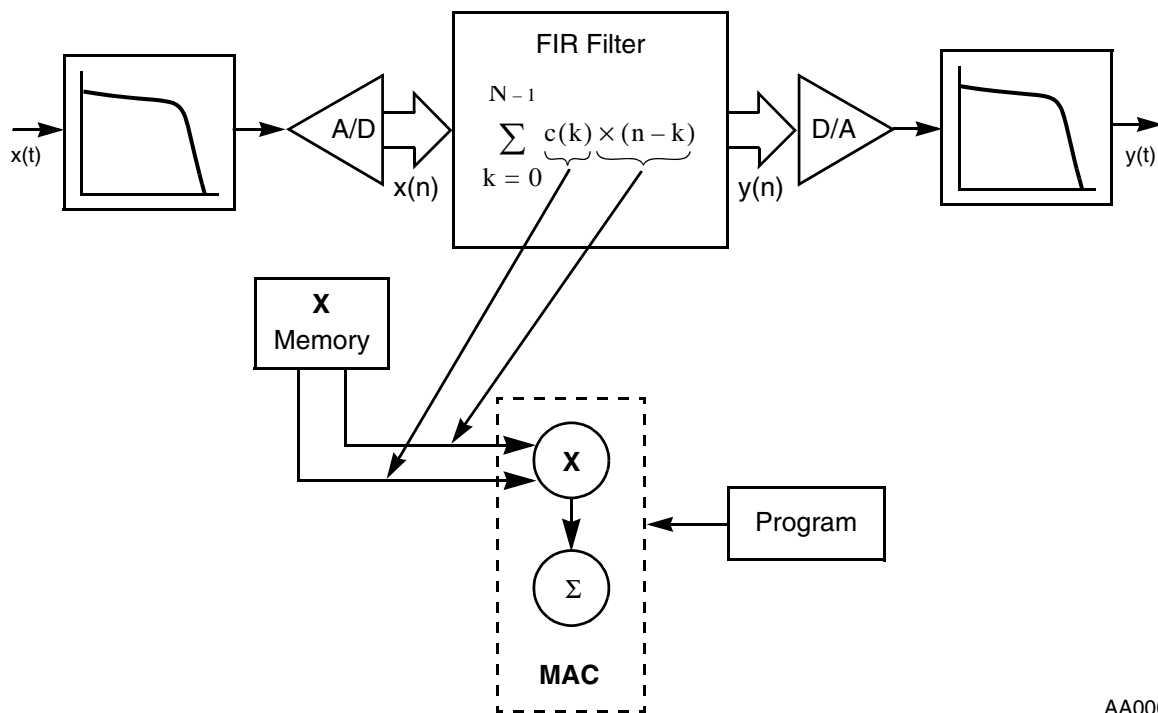 FIR Filter
N – 1
∑ c(k) × (n – k)
k = 0
A/D
D/A
x(t)
x(n)
y(n)
y(t)
X
Memory
X
Program
Σ
MAC